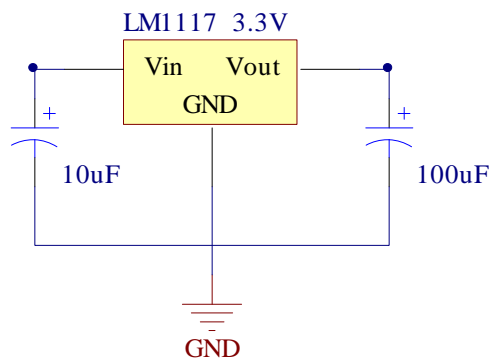 LM1117 3.3V
Vin Vout
GND
+ +
10uF 100uF
GND